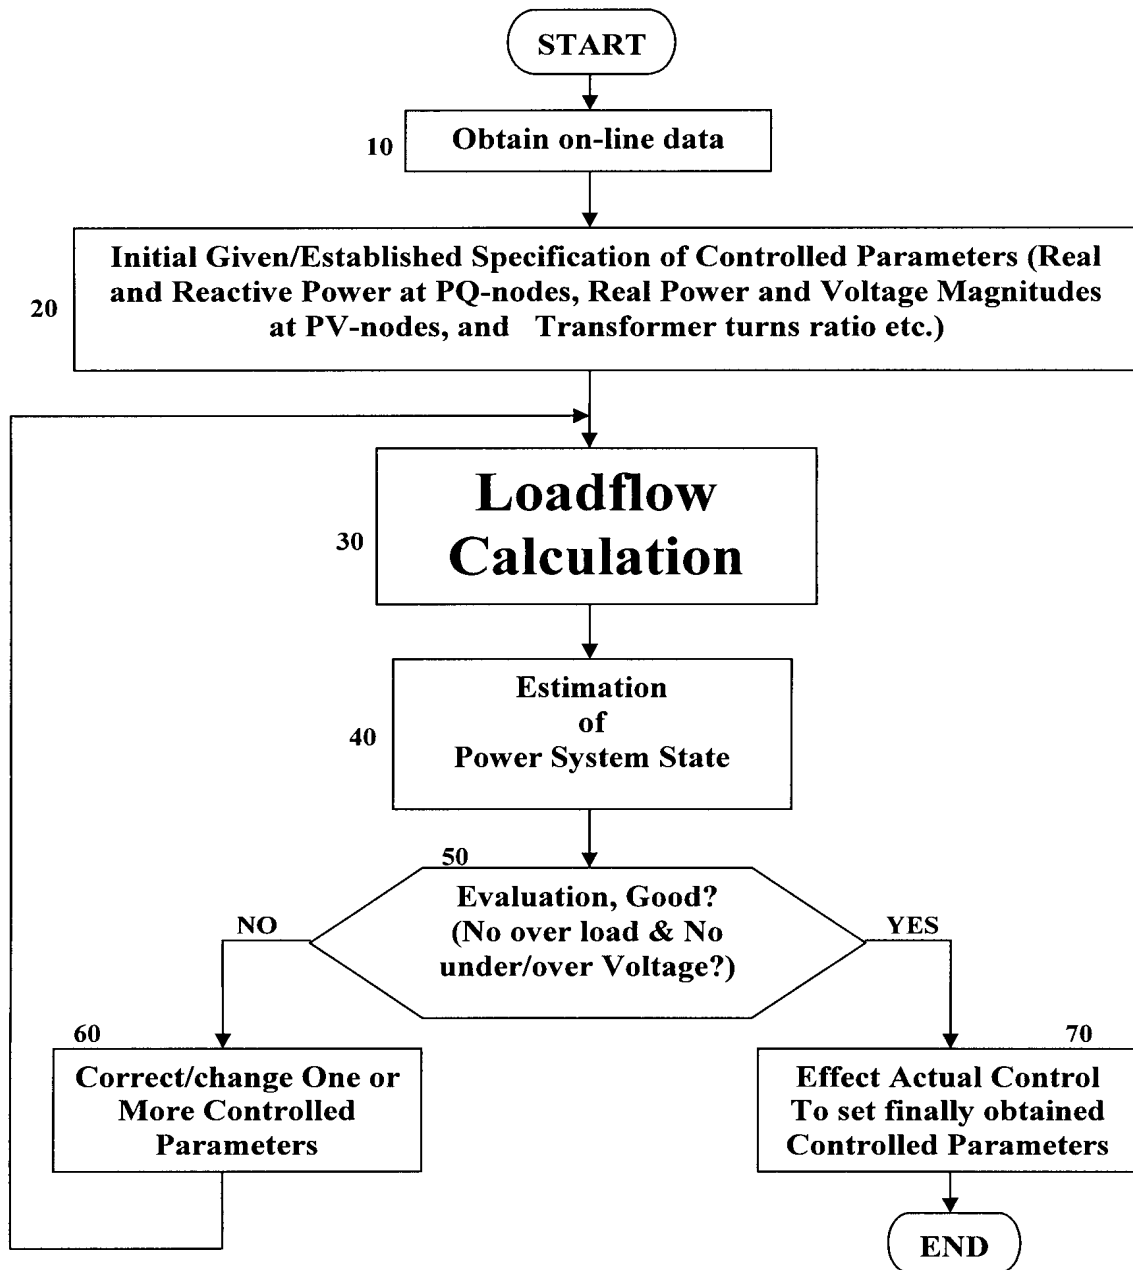 START
10
Obtain on-line data
20
Initial Given/Established Specification of Controlled Parameters (Real
and Reactive Power at PQ-nodes, Real Power and Voltage Magnitudes
at PV-nodes, and Transformer turns ratio etc.)
30
Loadflow
Calculation
40
Estimation
of
Power System State
50
Evaluation, Good?
(No over load & No
under/over Voltage?)
NO
YES
60
Correct/change One or
More Controlled
Parameters
70
Effect Actual Control
To set finally obtained
Controlled Parameters
END